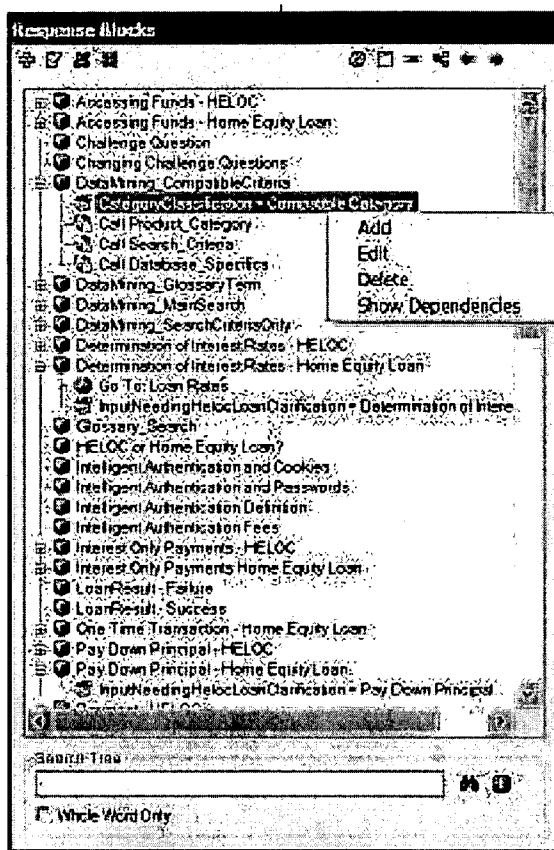 Response Blocks
Accessing Funds - HELOC
Accessing Funds - Home Equity Loan
Challenge Question
Changing Challenge Questions
DataMining_CompatibleCriteria
CategoryClassification = Compatible Category
Call Product_Category
Call Search_Criteria
Call Database_Specifics
Add
Edit
Delete
Show Dependencies
DataMining_GlossaryTerm
DataMining_MainSearch
DataMining_SearchCriteriaOnly
Determination of Interest Rates - HELOC
Determination of Interest Rates - Home Equity Loan
Go To: Loan Rates
InputNeedingHelocLoanClarification = Determination of Intere
Glossary_Search
HELOC or Home Equity Loan?
Intelligent Authentication and Cookies
Intelligent Authentication and Passwords
Intelligent Authentication Definition
Intelligent Authentication Fees
Interest Only Payments - HELOC
Interest Only Payments Home Equity Loan
LoanResult - Failure
LoanResult - Success
One Time Transaction - Home Equity Loan
Pay Down Principal - HELOC
Pay Down Principal - Home Equity Loan
InputNeedingHelocLoanClarification = Pay Down Principal
Search Tree
Whole Word Only